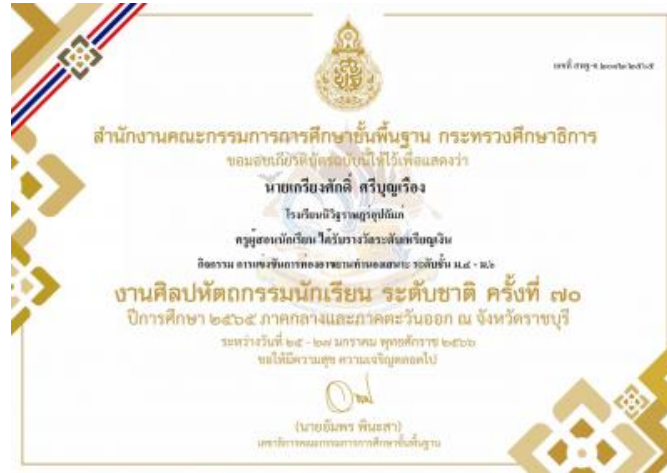 สำนักงานคณะกรรมการการศึกษาขั้นพื้นฐาน กระทรวงศึกษาธิการ
ขอมอบเกียรติบัตรฉบับนี้ให้ไว้เพื่อแสดงว่า
นายเกรียงศักดิ์ ศรีบุญเรือง
โรงเรียนนิวิฐราษฎร์อุปถัมภ์
ครูผู้สอนนักเรียน ได้รับรางวัลระดับเหรียญเงิน
กิจกรรม การแข่งขันการท่องอาขยานทำนองเสนาะ ระดับชั้น ม.๔ - ม.๖
งานศิลปหัตถกรรมนักเรียน ระดับชาติ ครั้งที่ ๗๐
ปีการศึกษา ๒๕๖๕ ภาคกลางและภาคตะวันออก ณ จังหวัดราชบุรี
ระหว่างวันที่ ๒๕ - ๒๗ มกราคม พุทธศักราช ๒๕๖๖
ขอให้มีความสุข ความเจริญตลอดไป
(นายอัมพร พินะสา)
เลขาธิการคณะกรรมการการศึกษาขั้นพื้นฐาน